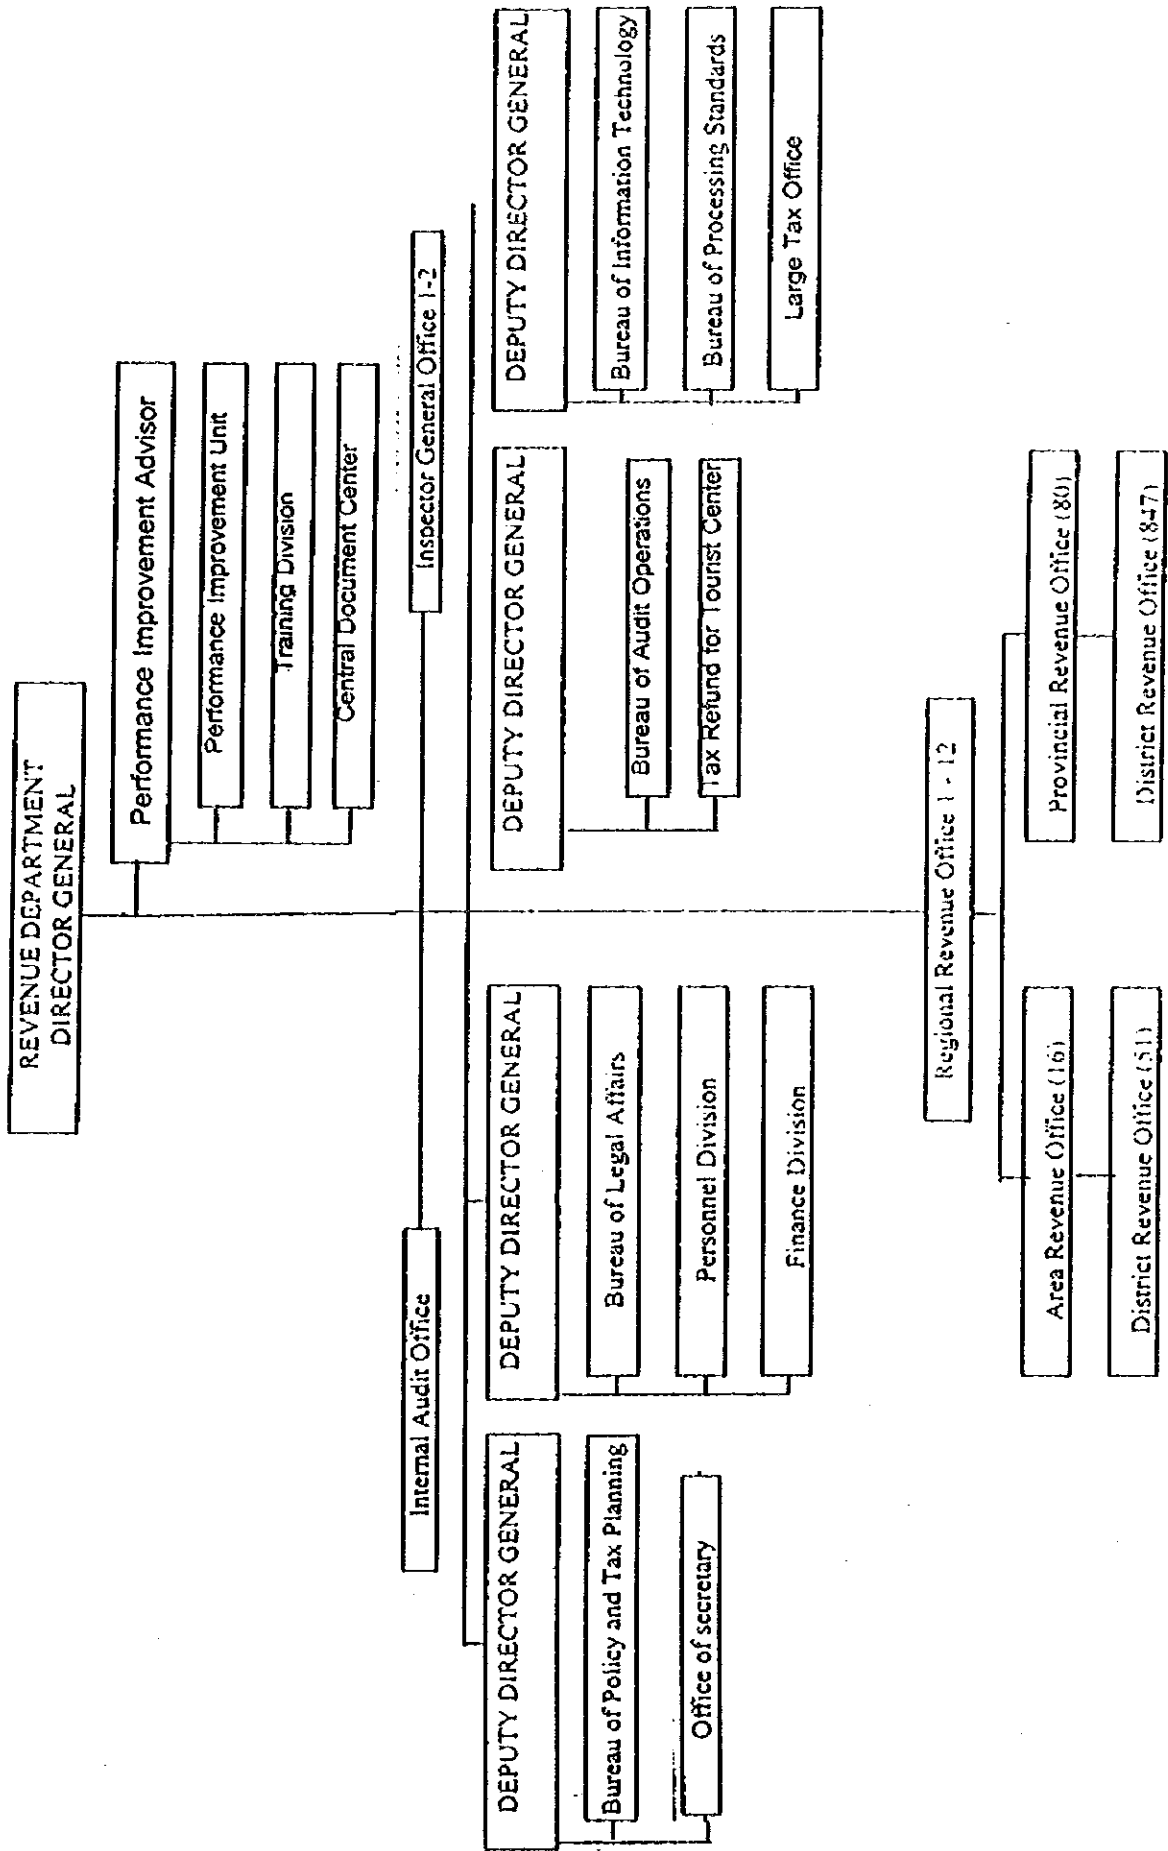 REVENUE DEPARTMENT
DIRECTOR GENERAL
Performance Improvement Advisor
Performance Improvement Unit
Training Division
Central Document Center
Internal Audit Office
Inspector General Office 1-2
DEPUTY DIRECTOR GENERAL
Bureau of Policy and Tax Planning
Office of secretary
DEPUTY DIRECTOR GENERAL
Bureau of Legal Affairs
Personnel Division
Finance Division
DEPUTY DIRECTOR GENERAL
Bureau of Audit Operations
Tax Refund for Tourist Center
DEPUTY DIRECTOR GENERAL
Bureau of Information Technology
Bureau of Processing Standards
Large Tax Office
Regional Revenue Office 1 - 12
Area Revenue Office (16)
District Revenue Office (51)
Provincial Revenue Office (80)
District Revenue Office (847)